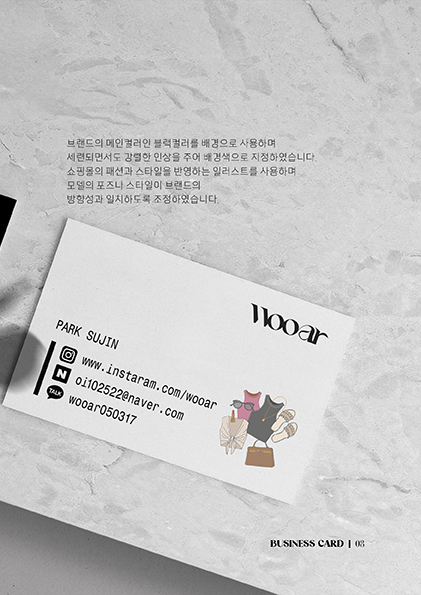 브랜드의 메인컬러인 블랙컬러를 배경으로 사용하며
세련되면서도 강렬한 인상을 주어 배경색으로 지정하였습니다.
쇼핑몰의 패션과 스타일을 반영하는 일러스트를 사용하며
모델의 포즈나 스타일이 브랜드의
방향성과 일치하도록 조정하였습니다.
wooar
PARK SUJIN
www.instaram.com/wooar
N oi102522@naver.com
TALK wooar050317
BUSINESS CARD | 08